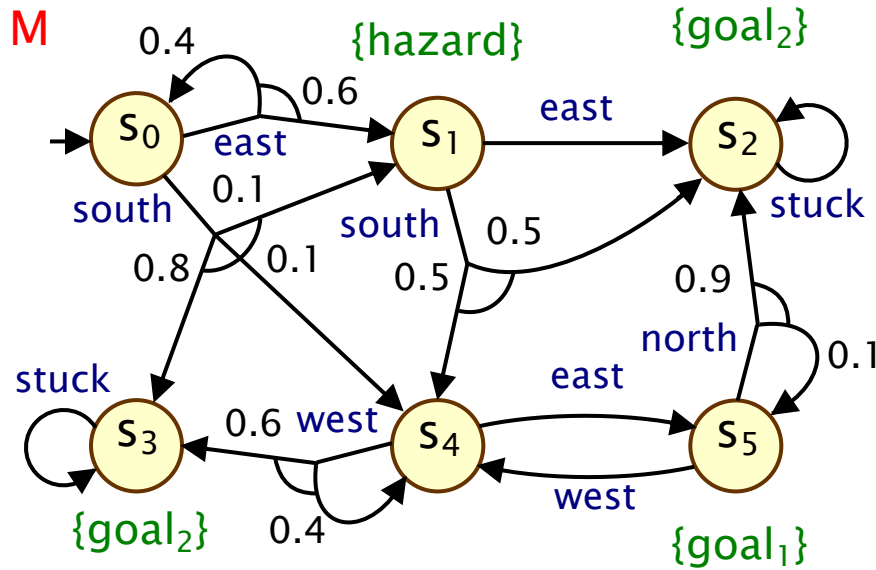 M
{hazard}
{goal₂}
0.4
0.6
s₀
east
s₁
east
s₂
stuck
south
0.1
0.8
0.1
south
0.5
0.5
0.9
north
0.1
stuck
s₃
0.6
west
0.4
s₄
east
west
s₅
{goal₂}
{goal₁}